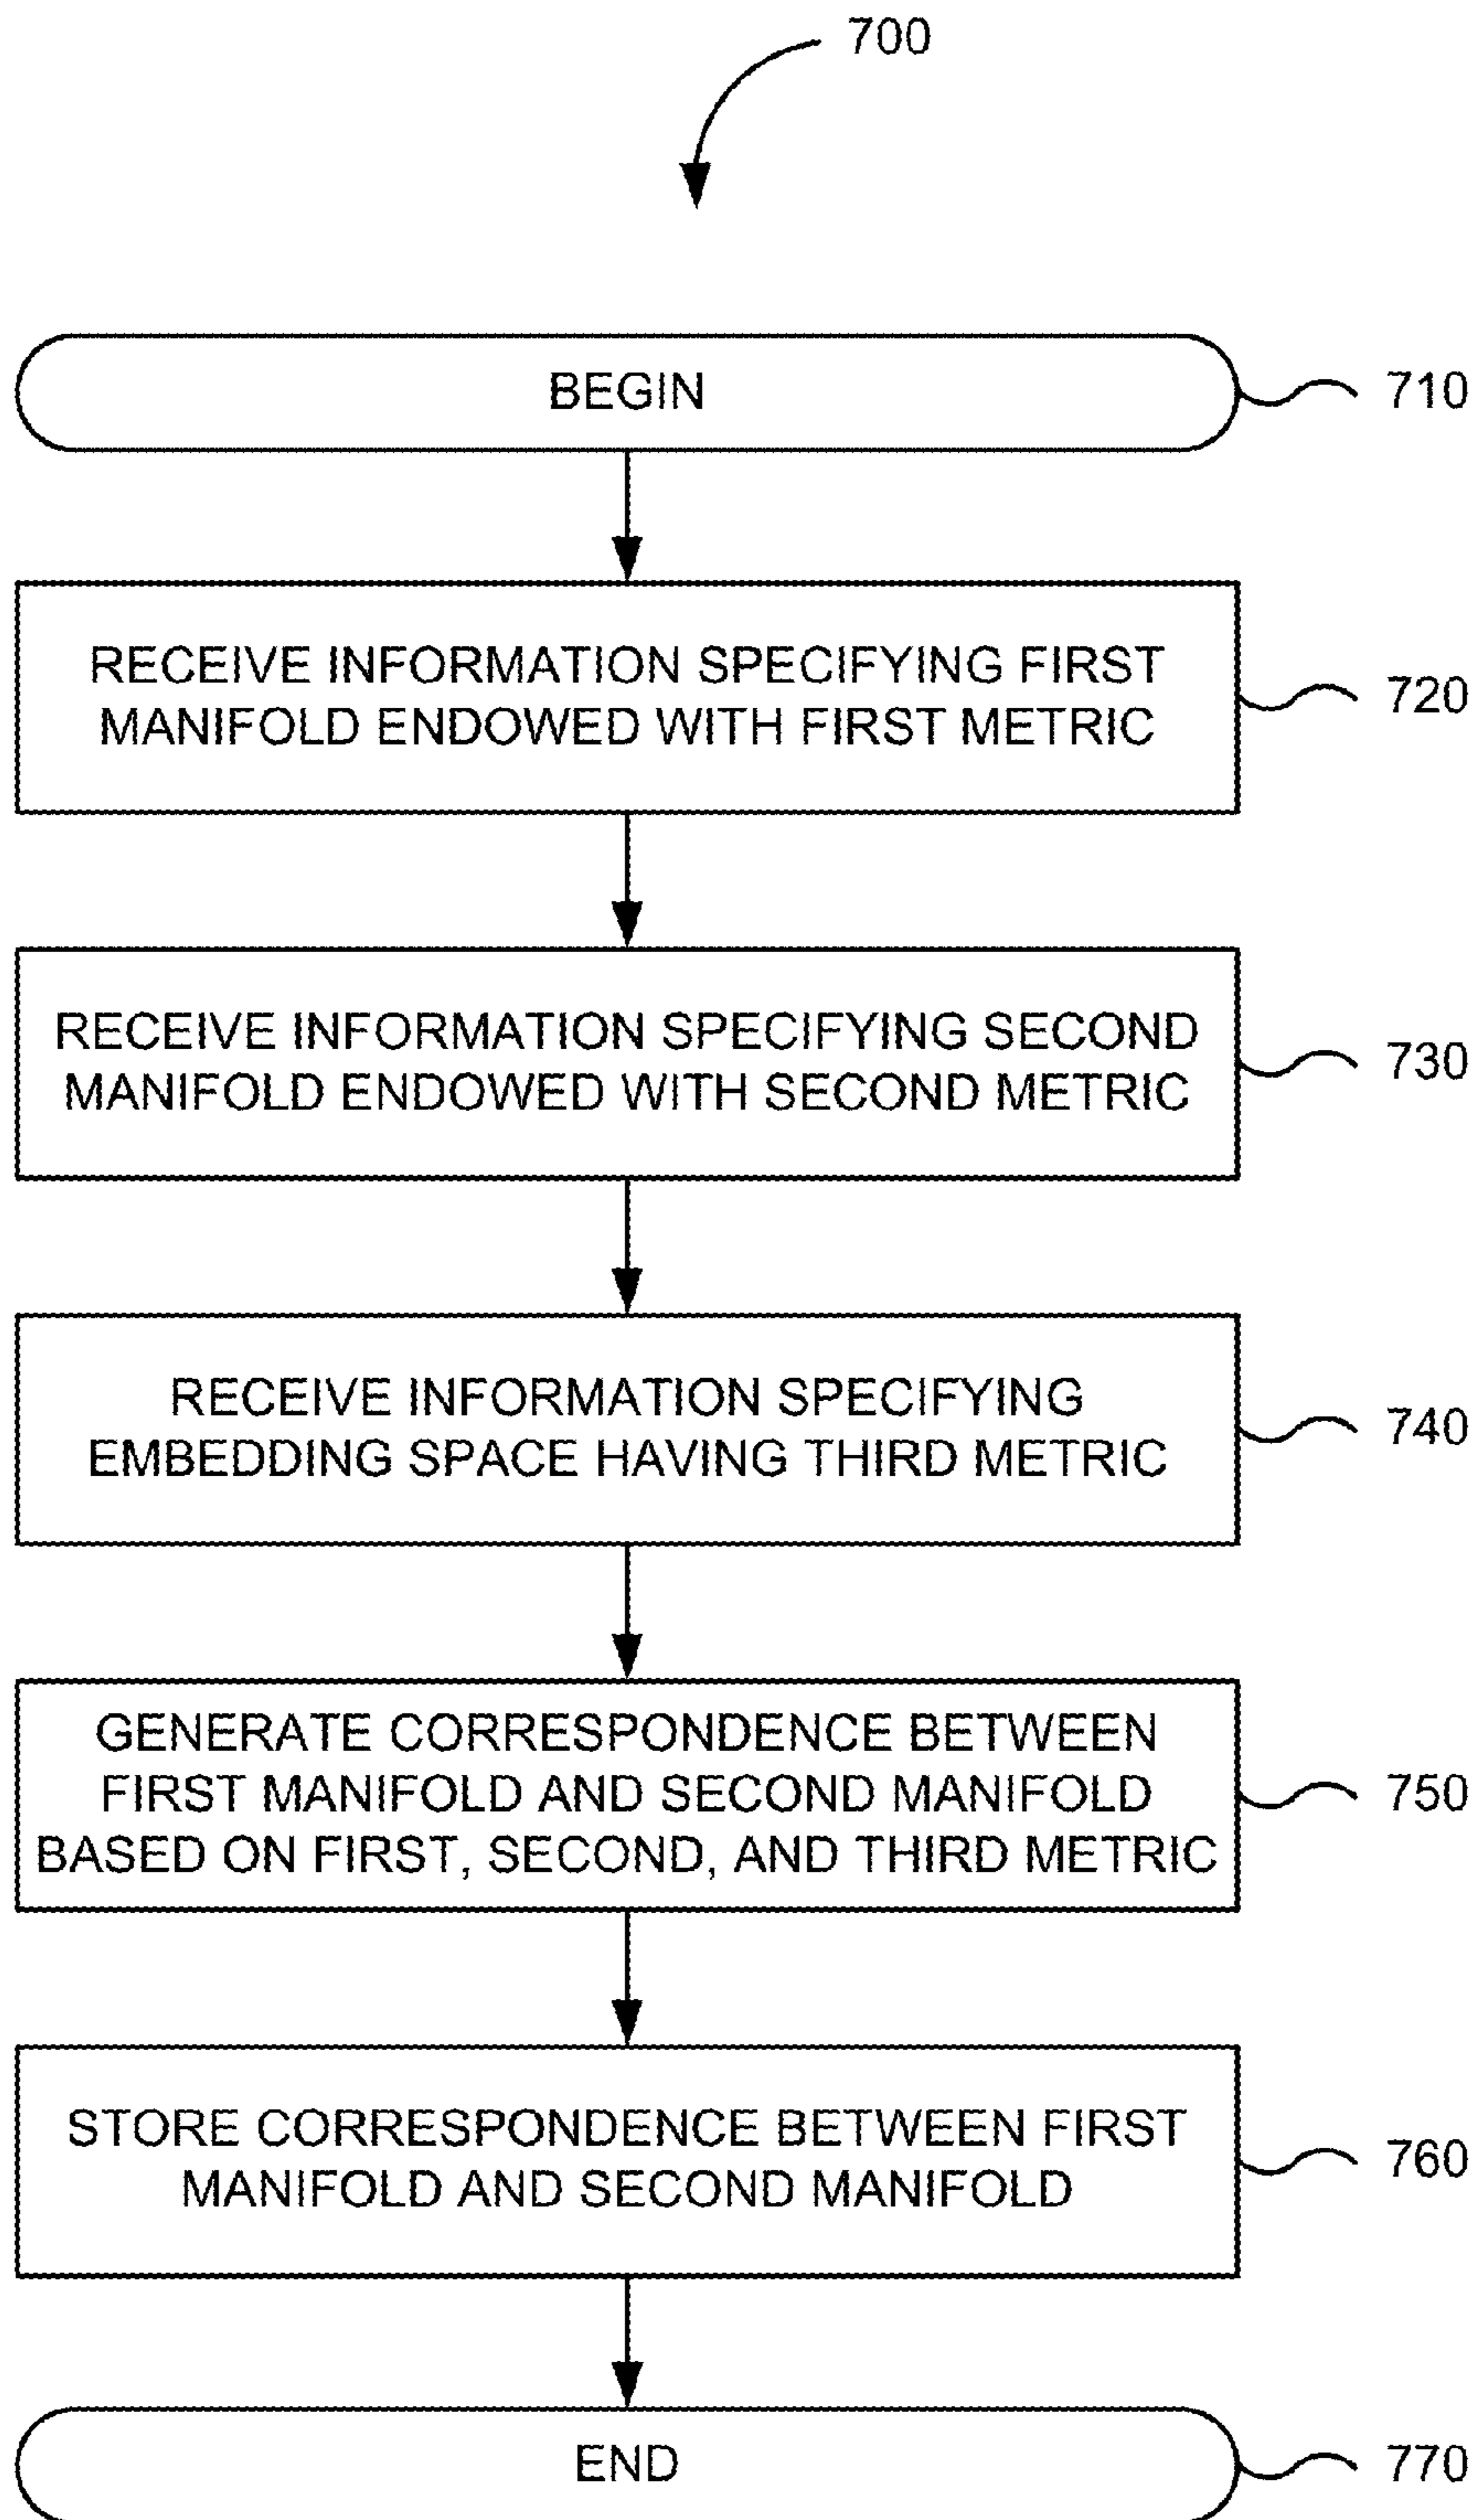 700
BEGIN
710
RECEIVE INFORMATION SPECIFYING FIRST
MANIFOLD ENDOWED WITH FIRST METRIC
720
RECEIVE INFORMATION SPECIFYING SECOND
MANIFOLD ENDOWED WITH SECOND METRIC
730
RECEIVE INFORMATION SPECIFYING
EMBEDDING SPACE HAVING THIRD METRIC
740
GENERATE CORRESPONDENCE BETWEEN
FIRST MANIFOLD AND SECOND MANIFOLD
BASED ON FIRST, SECOND, AND THIRD METRIC
750
STORE CORRESPONDENCE BETWEEN FIRST
MANIFOLD AND SECOND MANIFOLD
760
END
770